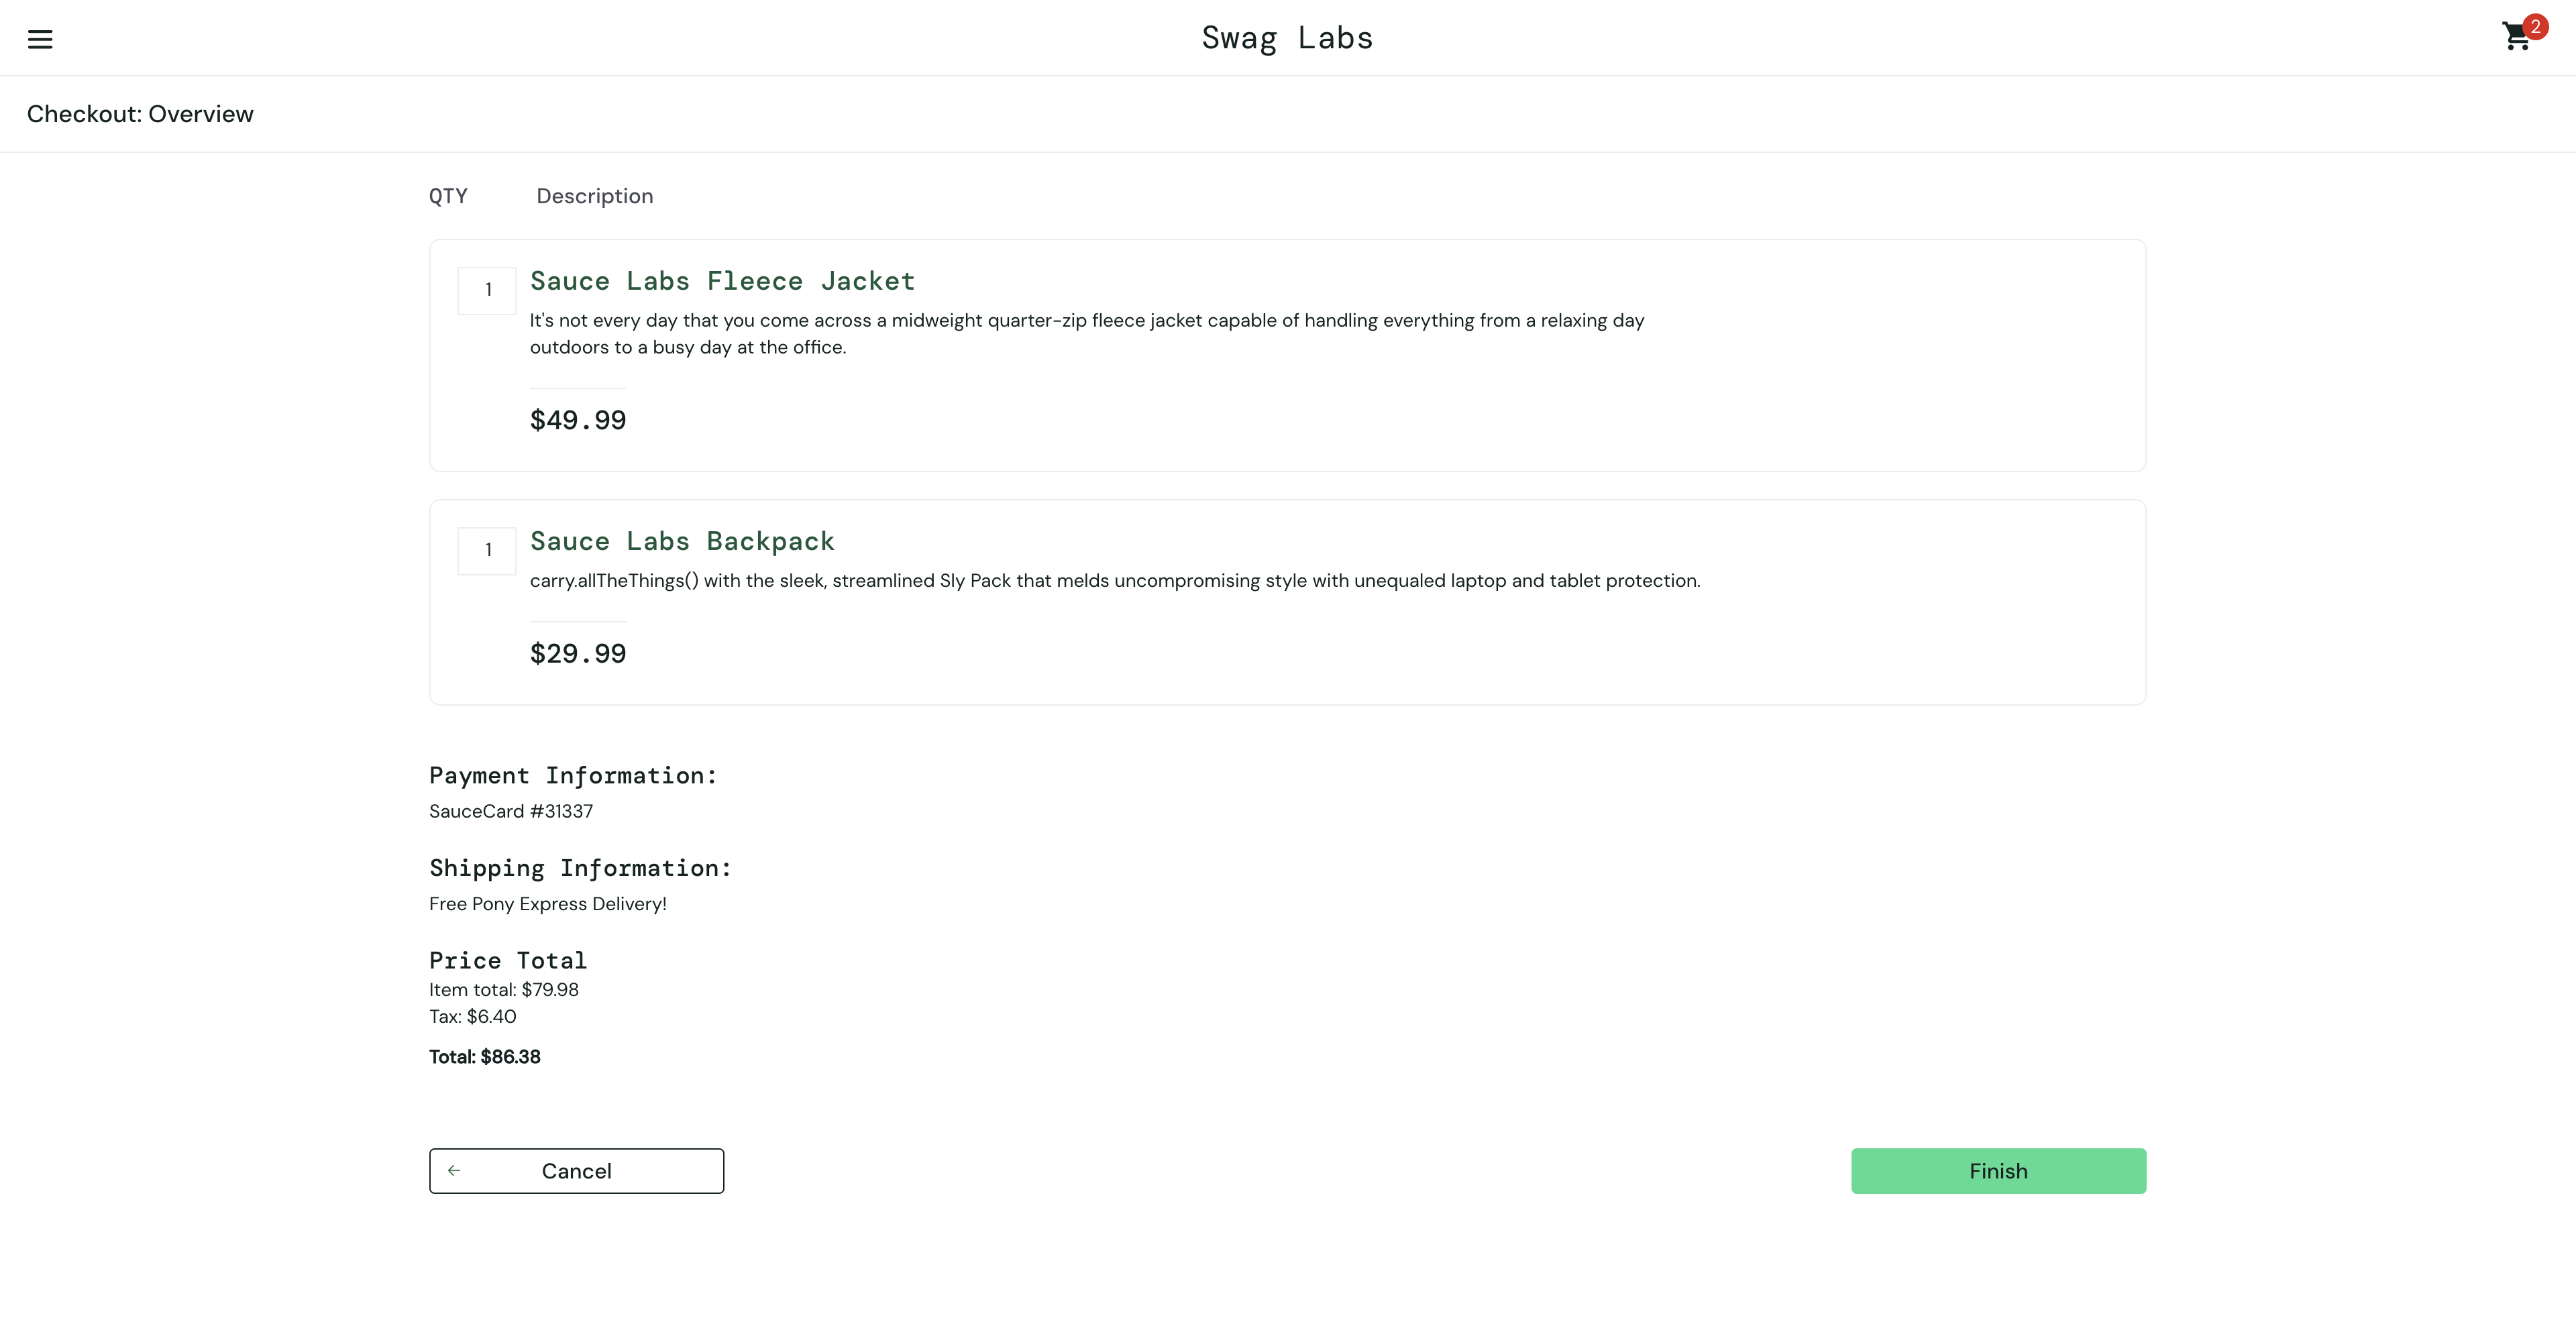 Swag Labs
2
Checkout: Overview
QTY Description
1
Sauce Labs Fleece Jacket
It's not every day that you come across a midweight quarter-zip fleece jacket capable of handling everything from a relaxing day
outdoors to a busy day at the office.
$49.99
1
Sauce Labs Backpack
carry.allTheThings() with the sleek, streamlined Sly Pack that melds uncompromising style with unequaled laptop and tablet protection.
$29.99
Payment Information:
SauceCard #31337
Shipping Information:
Free Pony Express Delivery!
Price Total
Item total: $79.98
Tax: $6.40
Total: $86.38
Cancel
Finish